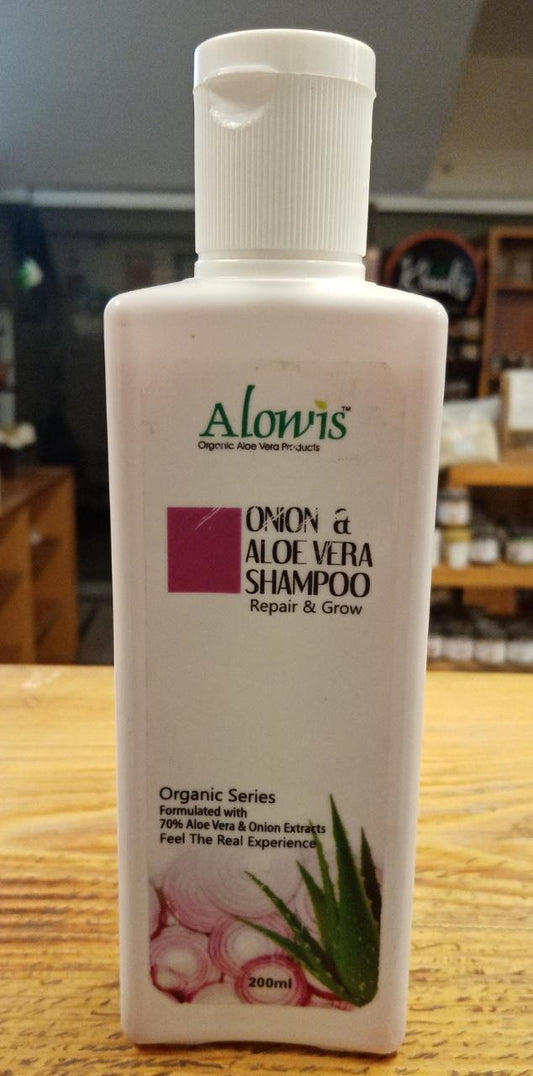 Alowis™
Organic Aloe Vera Products
ONION &
ALOE VERA
SHAMPOO
Repair & Grow
Organic Series
Formulated with
70% Aloe Vera & Onion Extracts
Feel The Real Experience
200ml